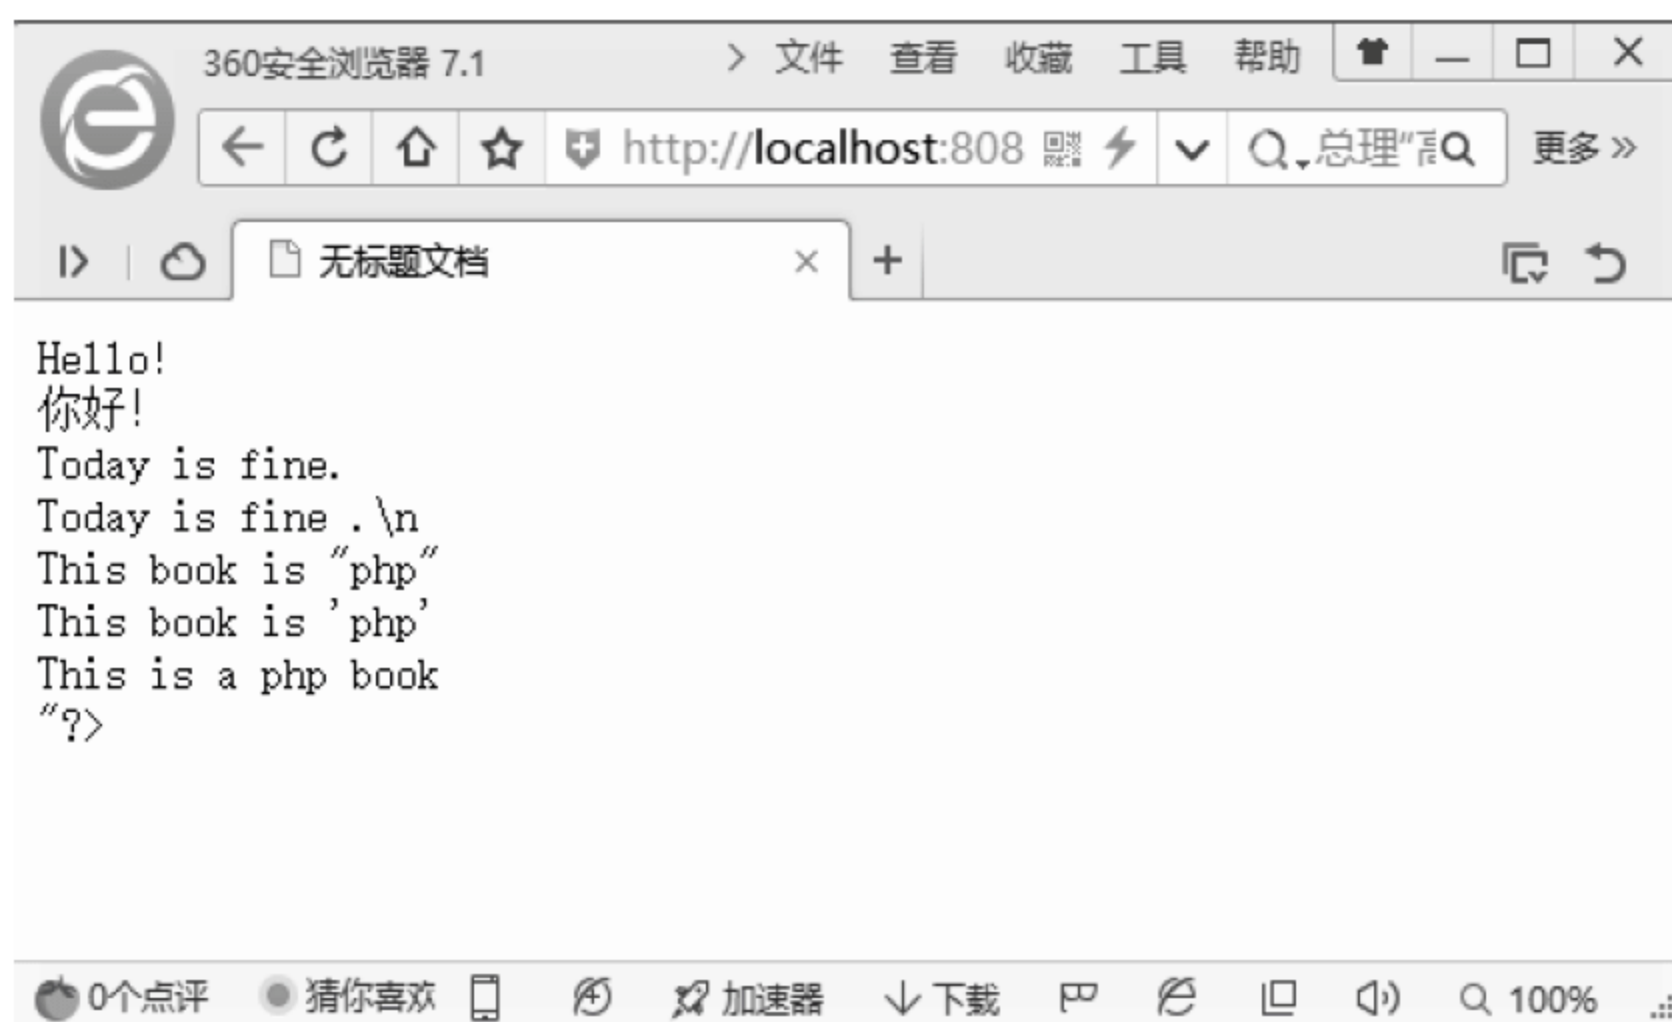 360安全浏览器 7.1 > 文件 查看 收藏 工具 帮助
http://localhost:808 总理"高 更多 »
无标题文档
Hello!
你好!
Today is fine.
Today is fine .\n
This book is "php"
This book is 'php'
This is a php book
"?>
0个点评 猜你喜欢 加速器 下载 100%